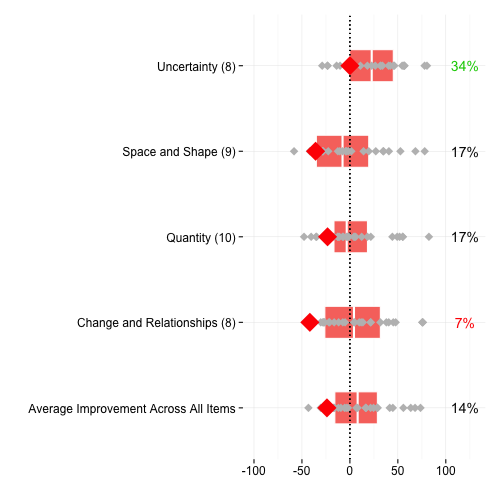 Uncertainty (8) 34%
Space and Shape (9) 17%
Quantity (10) 17%
Change and Relationships (8) 7%
Average Improvement Across All Items 14%
-100 -50 0 50 100